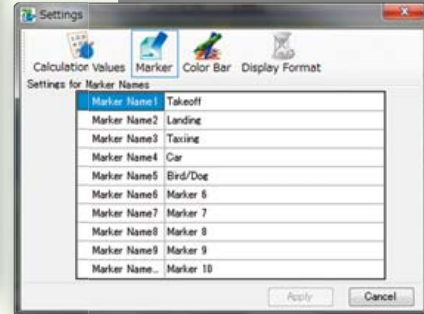 Settings
x
Calculation Values Marker Color Bar Display Format
Settings for Marker Names
Marker Name1 Takeoff
Marker Name2 Landing
Marker Name3 Taxiing
Marker Name4 Car
Marker Name5 Bird/Dog
Marker Name6 Marker 6
Marker Name7 Marker 7
Marker Name8 Marker 8
Marker Name9 Marker 9
Marker Name... Marker 10
Apply Cancel